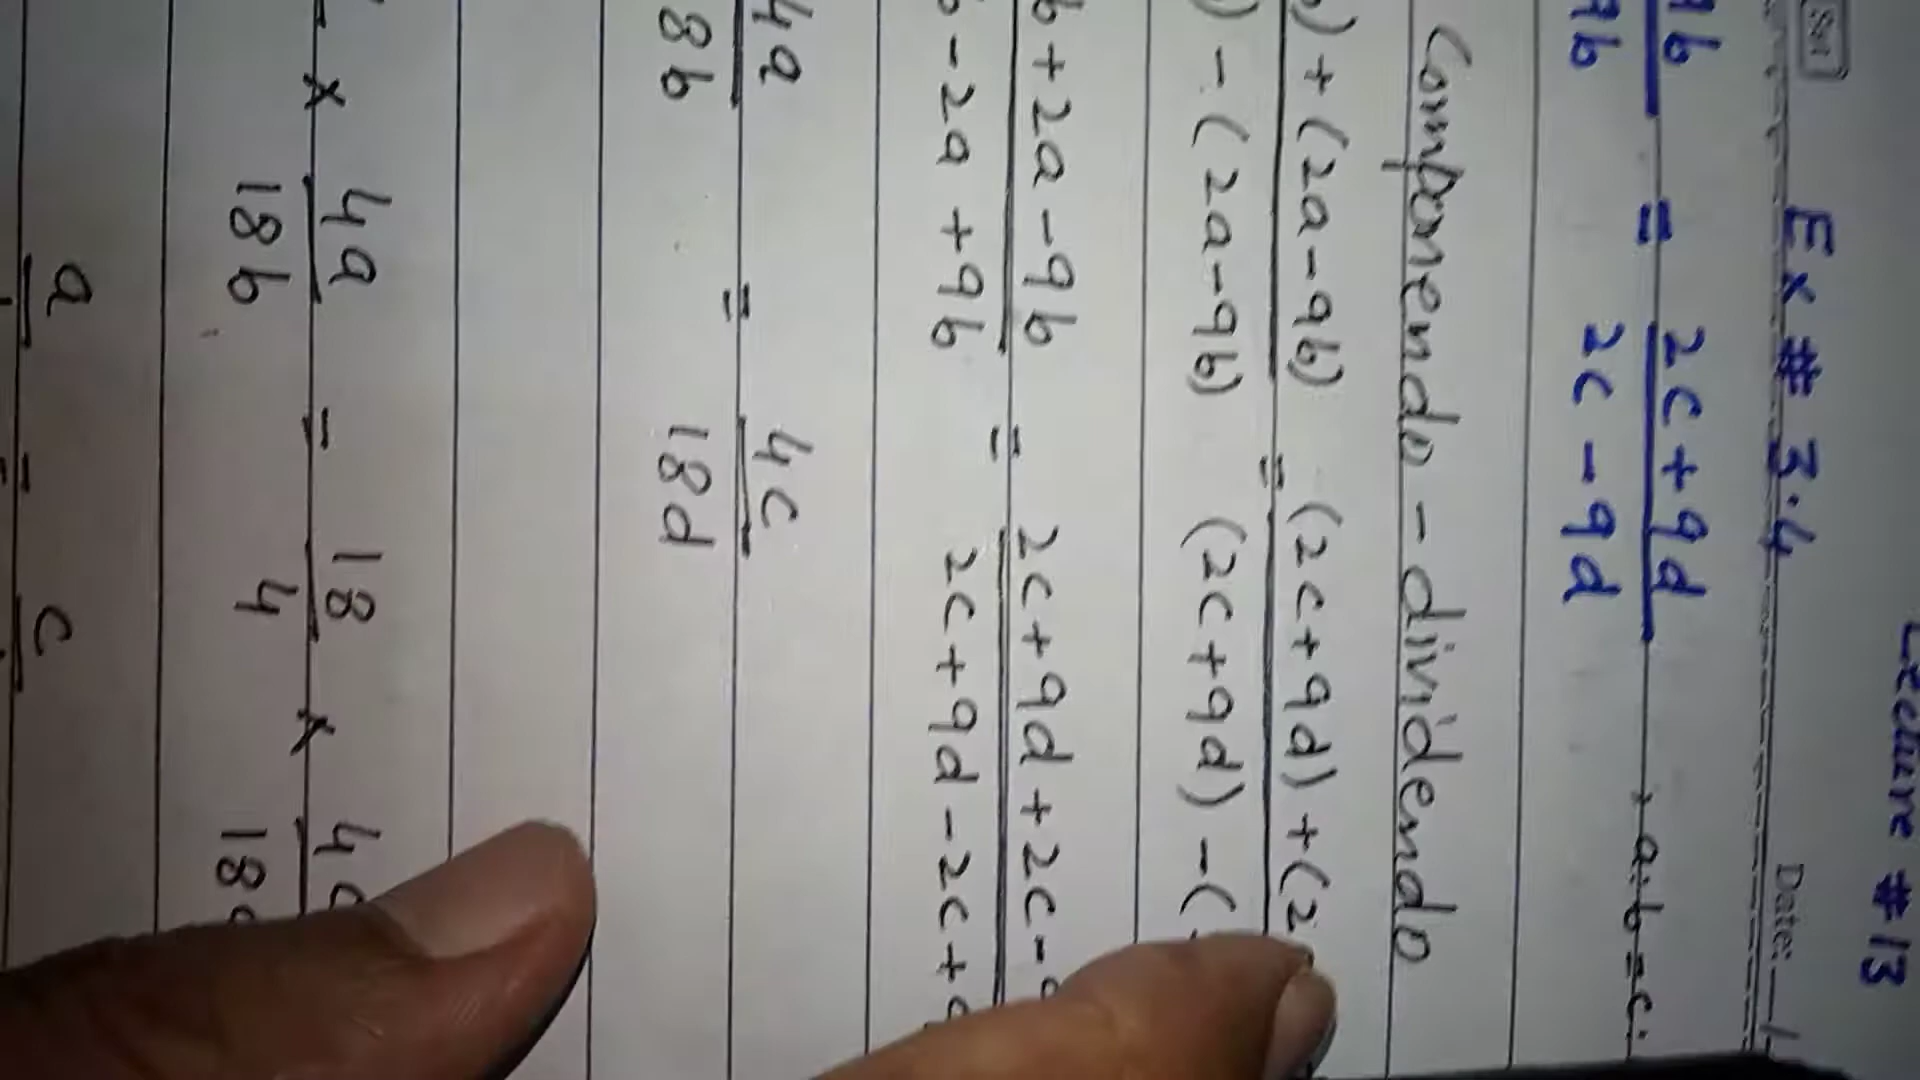 Lecture #13
Date:
Ex # 3.4
9b = 2c+9d → a:b=c:
9b 2c-9d
Componendo-dividendo
)+(2a-9b) = (2c+9d)+(2
)-(2a-9b) (2c+9d)-(
b+2a-9b = 2c+9d+2c-
-2a+9b 2c+9d-2c+
4a = 4c
8b 18d
× 4a = 18 × 4c
18b 4 18
a = c